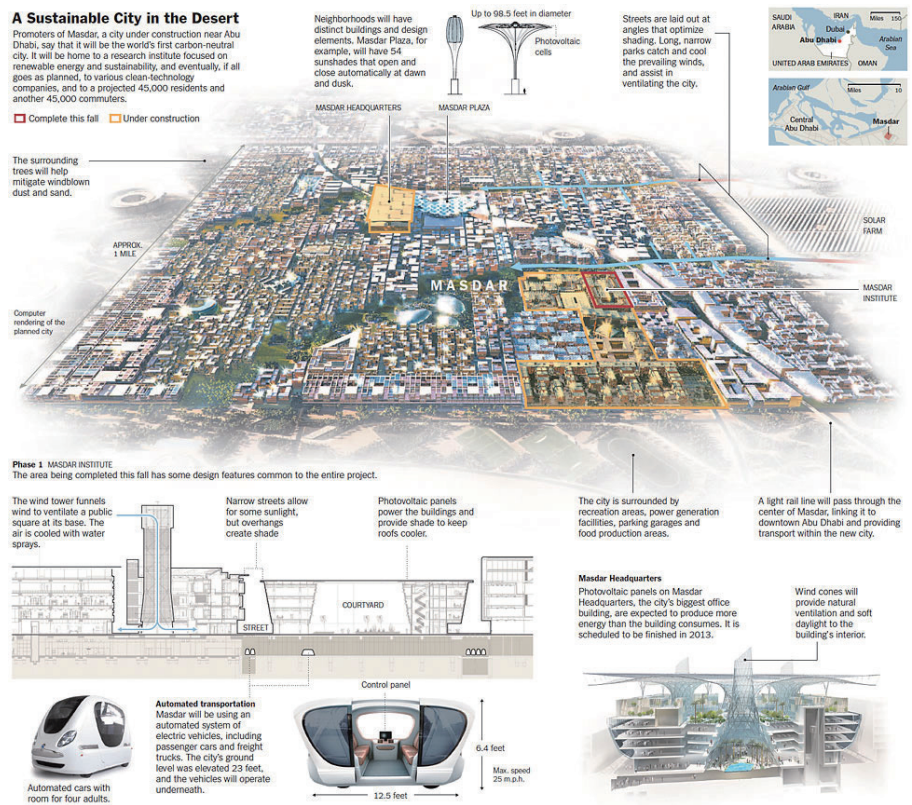 A Sustainable City in the Desert
Promoters of Masdar, a city under construction near Abu
Dhabi, say that it will be the world's first carbon-neutral
city. It will be home to a research institute focused on
renewable energy and sustainability, and eventually, if all
goes as planned, to various clean-technology
companies, and to a projected 45,000 residents and
another 45,000 commuters.
Complete this fall
Under construction
Neighborhoods will have
distinct buildings and design
elements. Masdar Plaza, for
example, will have 54
sunshades that open and
close automatically at dawn
and dusk.
Up to 98.5 feet in diameter
Photovoltaic
cells
Streets are laid out at
angles that optimize
shading. Long, narrow
parks catch and cool
the prevailing winds, and
assist in
ventilating the city.
SAUDI
ARABIA
IRAN
Miles 150
Dubai
Abu Dhabi
Arabian
Sea
UNITED ARAB EMIRATES
OMAN
Arabian Gulf
Miles 10
Central
Abu Dhabi
Masdar
MASDAR HEADQUARTERS
MASDAR PLAZA
The surrounding
trees will help
mitigate windblown
dust and sand.
APPROX.
1 MILE
SOLAR
FARM
MASDAR
MASDAR
INSTITUTE
Computer
rendering of the
planned city
Phase 1 MASDAR INSTITUTE
The area being completed this fall has some design features common to the entire project.
The wind tower funnels
wind to ventilate a public
square at its base. The
air is cooled with water
sprays.
Narrow streets allow
for some sunlight,
but overhangs
create shade
Photovoltaic panels
power the buildings and
provide shade to keep
roofs cooler.
The city is surrounded by
recreation areas, power generation
facillities, parking garages and
food production areas.
A light rail line will pass through the
center of Masdar, linking it to
downtown Abu Dhabi and providing
transport within the new city.
STREET
COURTYARD
Masdar Headquarters
Photovoltaic panels on Masdar
Headquarters, the city's biggest office
building, are expected to produce more
energy than the building consumes. It is
scheduled to be finished in 2013.
Wind cones will
provide natural
ventilation and soft
daylight to the
building's interior.
Automated cars with
room for four adults.
Automated transportation
Masdar will be using an
automated system of
electric vehicles, including
passenger cars and freight
trucks. The city's ground
level was elevated 23 feet,
and the vehicles will operate
underneath.
Control panel
6.4 feet
Max. speed
25 m.p.h.
12.5 feet